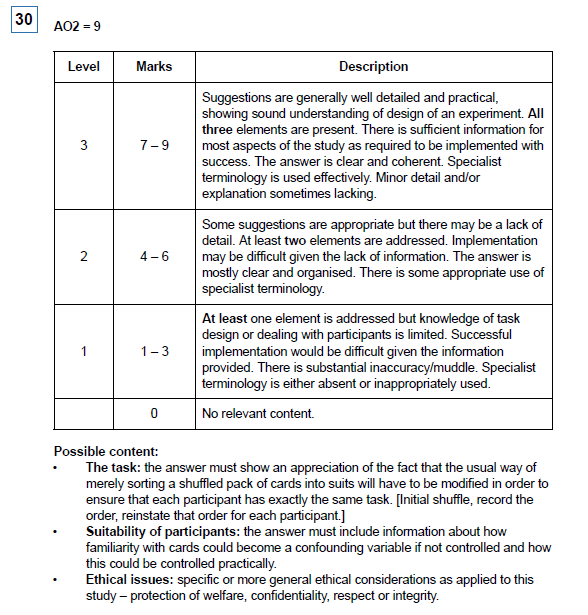 30
AO2 = 9
Level
Marks
Description
3
7 – 9
Suggestions are generally well detailed and practical,
showing sound understanding of design of an experiment. All
three elements are present. There is sufficient information for
most aspects of the study as required to be implemented with
success. The answer is clear and coherent. Specialist
terminology is used effectively. Minor detail and/or
explanation sometimes lacking.
2
4 – 6
Some suggestions are appropriate but there may be a lack of
detail. At least two elements are addressed. Implementation
may be difficult given the lack of information. The answer is
mostly clear and organised. There is some appropriate use of
specialist terminology.
1
1 – 3
At least one element is addressed but knowledge of task
design or dealing with participants is limited. Successful
implementation would be difficult given the information
provided. There is substantial inaccuracy/muddle. Specialist
terminology is either absent or inappropriately used.
0
No relevant content.
Possible content:
• The task: the answer must show an appreciation of the fact that the usual way of
merely sorting a shuffled pack of cards into suits will have to be modified in order to
ensure that each participant has exactly the same task. [Initial shuffle, record the
order, reinstate that order for each participant.]
• Suitability of participants: the answer must include information about how
familiarity with cards could become a confounding variable if not controlled and how
this could be controlled practically.
• Ethical issues: specific or more general ethical considerations as applied to this
study – protection of welfare, confidentiality, respect or integrity.